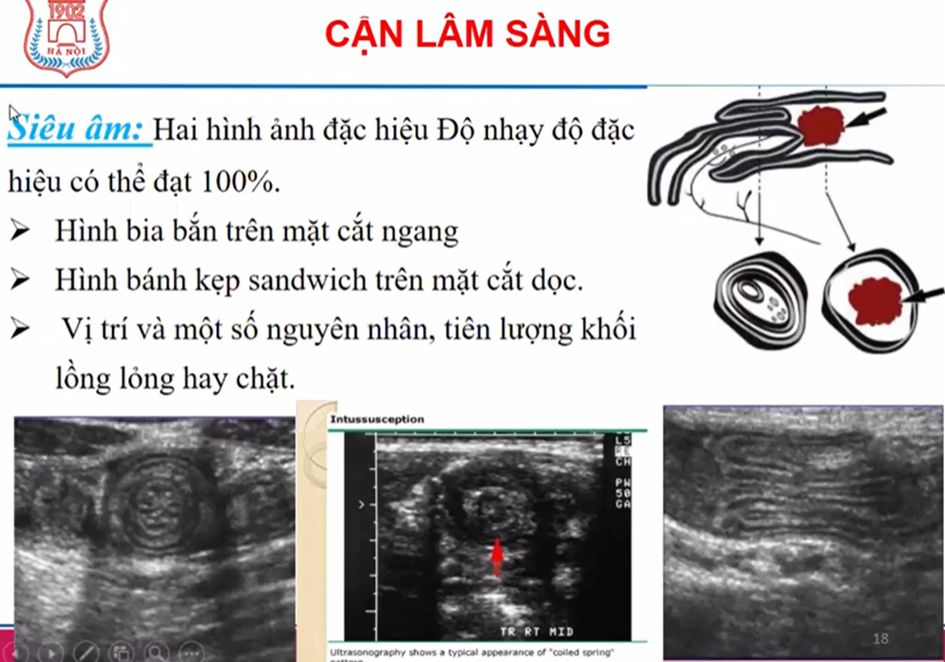 1902
HÀ NỘI
CẬN LÂM SÀNG
Siêu âm: Hai hình ảnh đặc hiệu Độ nhạy độ đặc
hiệu có thể đạt 100%.
Hình bia bắn trên mặt cắt ngang
Hình bánh kẹp sandwich trên mặt cắt dọc.
Vị trí và một số nguyên nhân, tiên lượng khối
lồng lỏng hay chặt.
Intussusception
L5
RE
CH
PW
50
GA
TR RT MID
Ultrasonography shows a typical appearance of "coiled spring"
18